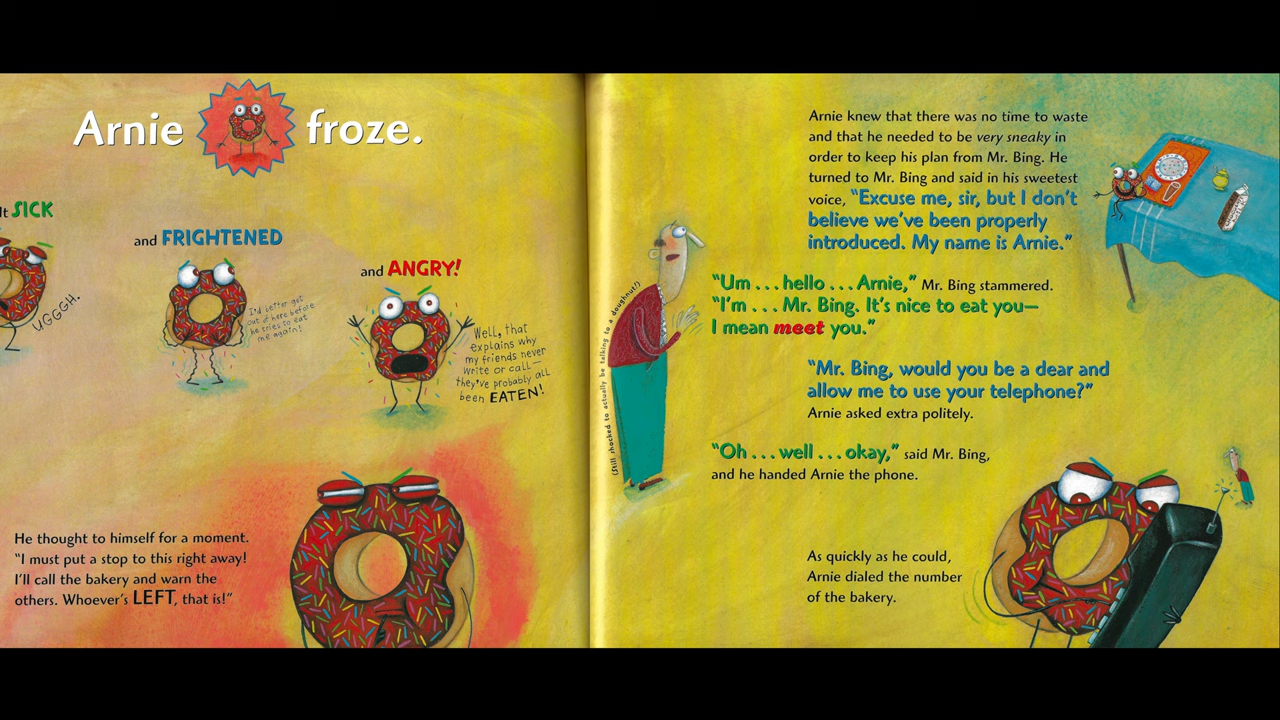 Arnie froze.
lt SICK
UGGGH.
and FRIGHTENED
I'd better get
out of here before
he tries to eat
me again!
and ANGRY!
Well, that
explains why
my friends never
write or call—
they've probably all
been EATEN!
He thought to himself for a moment.
"I must put a stop to this right away!
I'll call the bakery and warn the
others. Whoever's LEFT, that is!"
Arnie knew that there was no time to waste
and that he needed to be very sneaky in
order to keep his plan from Mr. Bing. He
turned to Mr. Bing and said in his sweetest
voice, "Excuse me, sir, but I don't
believe we've been properly
introduced. My name is Arnie."
(Still shocked to actually be talking to a doughnut!)
"Um . . . hello . . . Arnie," Mr. Bing stammered.
"I'm . . . Mr. Bing. It's nice to eat you—
I mean meet you."
"Mr. Bing, would you be a dear and
allow me to use your telephone?"
Arnie asked extra politely.
"Oh . . . well . . . okay," said Mr. Bing,
and he handed Arnie the phone.
As quickly as he could,
Arnie dialed the number
of the bakery.